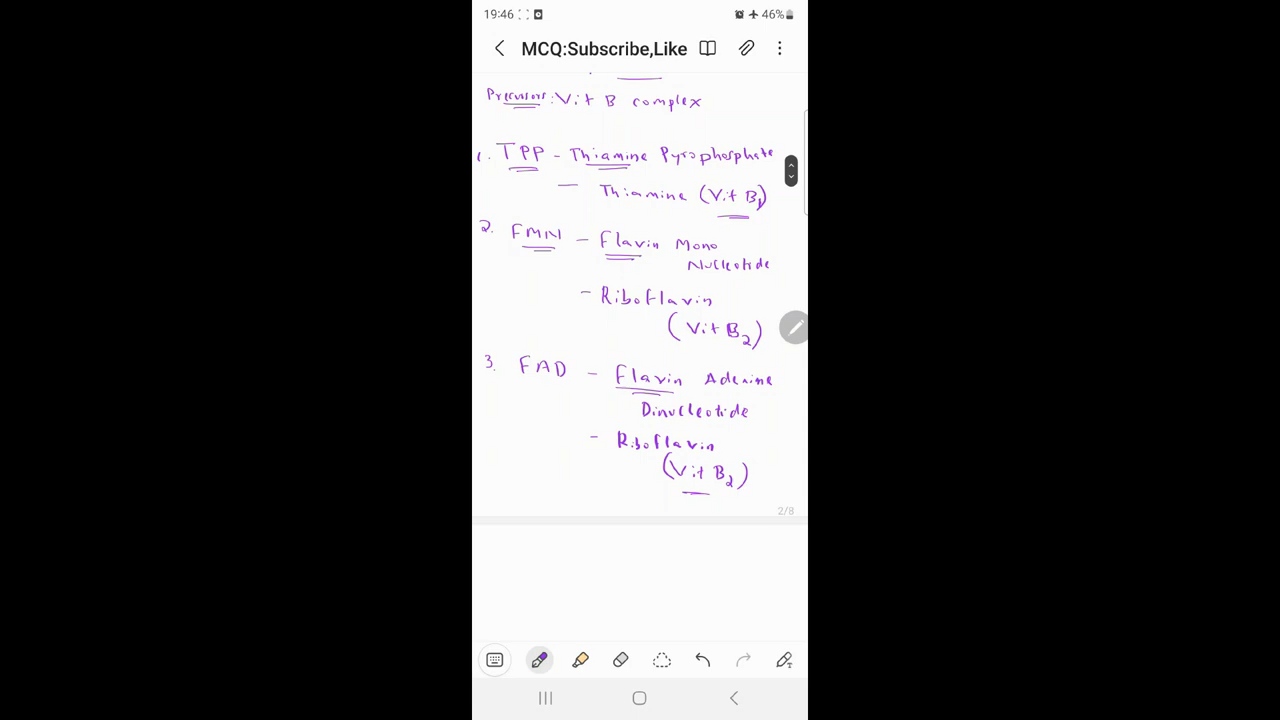 19:46 46%
MCQ:Subscribe,Like
Precursors: Vit B complex
1. TPP - Thiamine Pyrophosphate
- Thiamine (Vit B1)
2. FMN - Flavin Mono
Nucleotide
- Riboflavin
(Vit B2)
3. FAD - Flavin Adenine
Dinucleotide
- Riboflavin
(Vit B2)
2/8